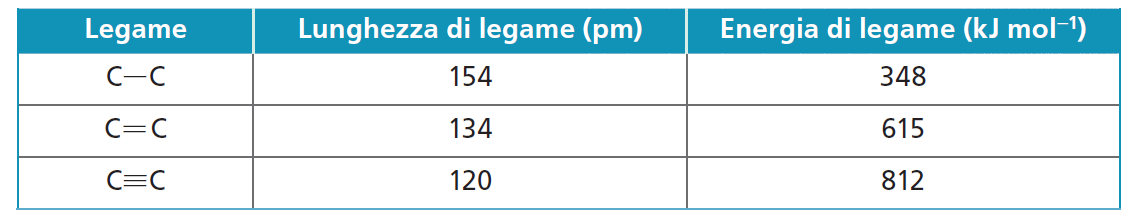 Legame Lunghezza di legame (pm) Energia di legame (kJ mol⁻¹)
C—C 154 348
C=C 134 615
C≡C 120 812